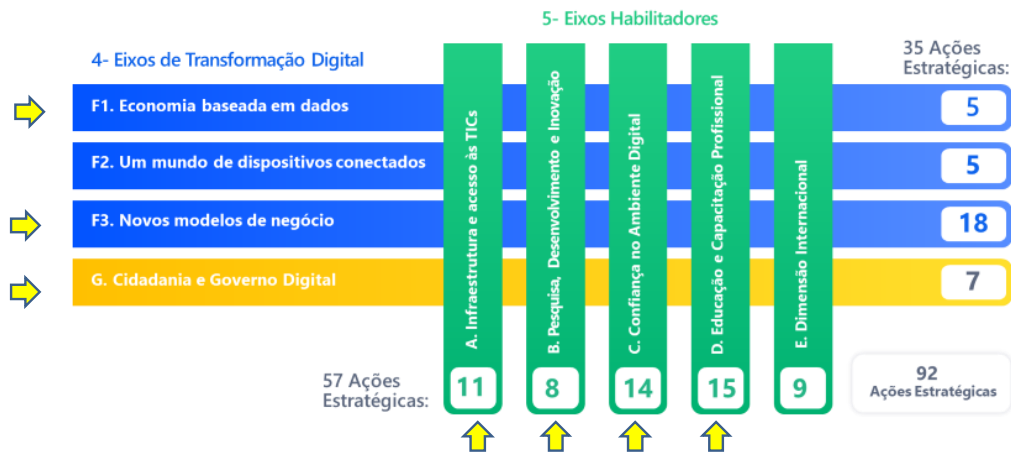 5- Eixos Habilitadores
4- Eixos de Transformação Digital
35 Ações
Estratégicas:
F1. Economia baseada em dados
5
F2. Um mundo de dispositivos conectados
5
F3. Novos modelos de negócio
18
G. Cidadania e Governo Digital
7
A. Infraestrutura e acesso às TICs
B. Pesquisa, Desenvolvimento e Inovação
C. Confiança no Ambiente Digital
D. Educação e Capacitação Profissional
E. Dimensão Internacional
57 Ações
Estratégicas:
11
8
14
15
9
92
Ações Estratégicas